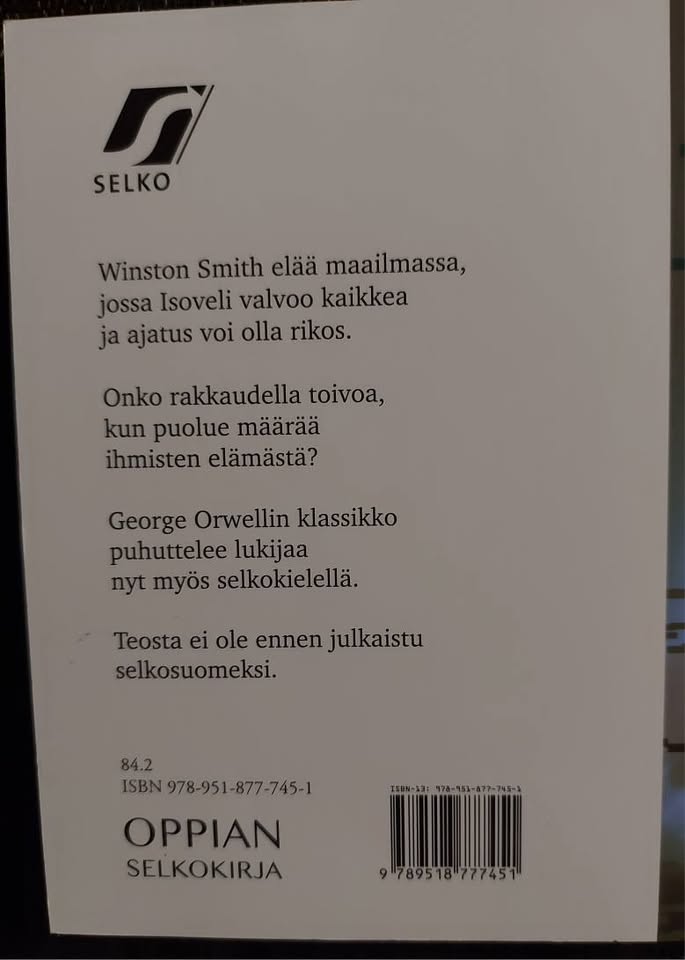 SELKO
Winston Smith elää maailmassa,
jossa Isoveli valvoo kaikkea
ja ajatus voi olla rikos.
Onko rakkaudella toivoa,
kun puolue määrää
ihmisten elämästä?
George Orwellin klassikko
puhuttelee lukijaa
nyt myös selkokielellä.
Teosta ei ole ennen julkaistu
selkosuomeksi.
84.2
ISBN 978-951-877-745-1
OPPIAN
SELKOKIRJA
ISBN-13: 978-951-877-745-1
9 789518 777451